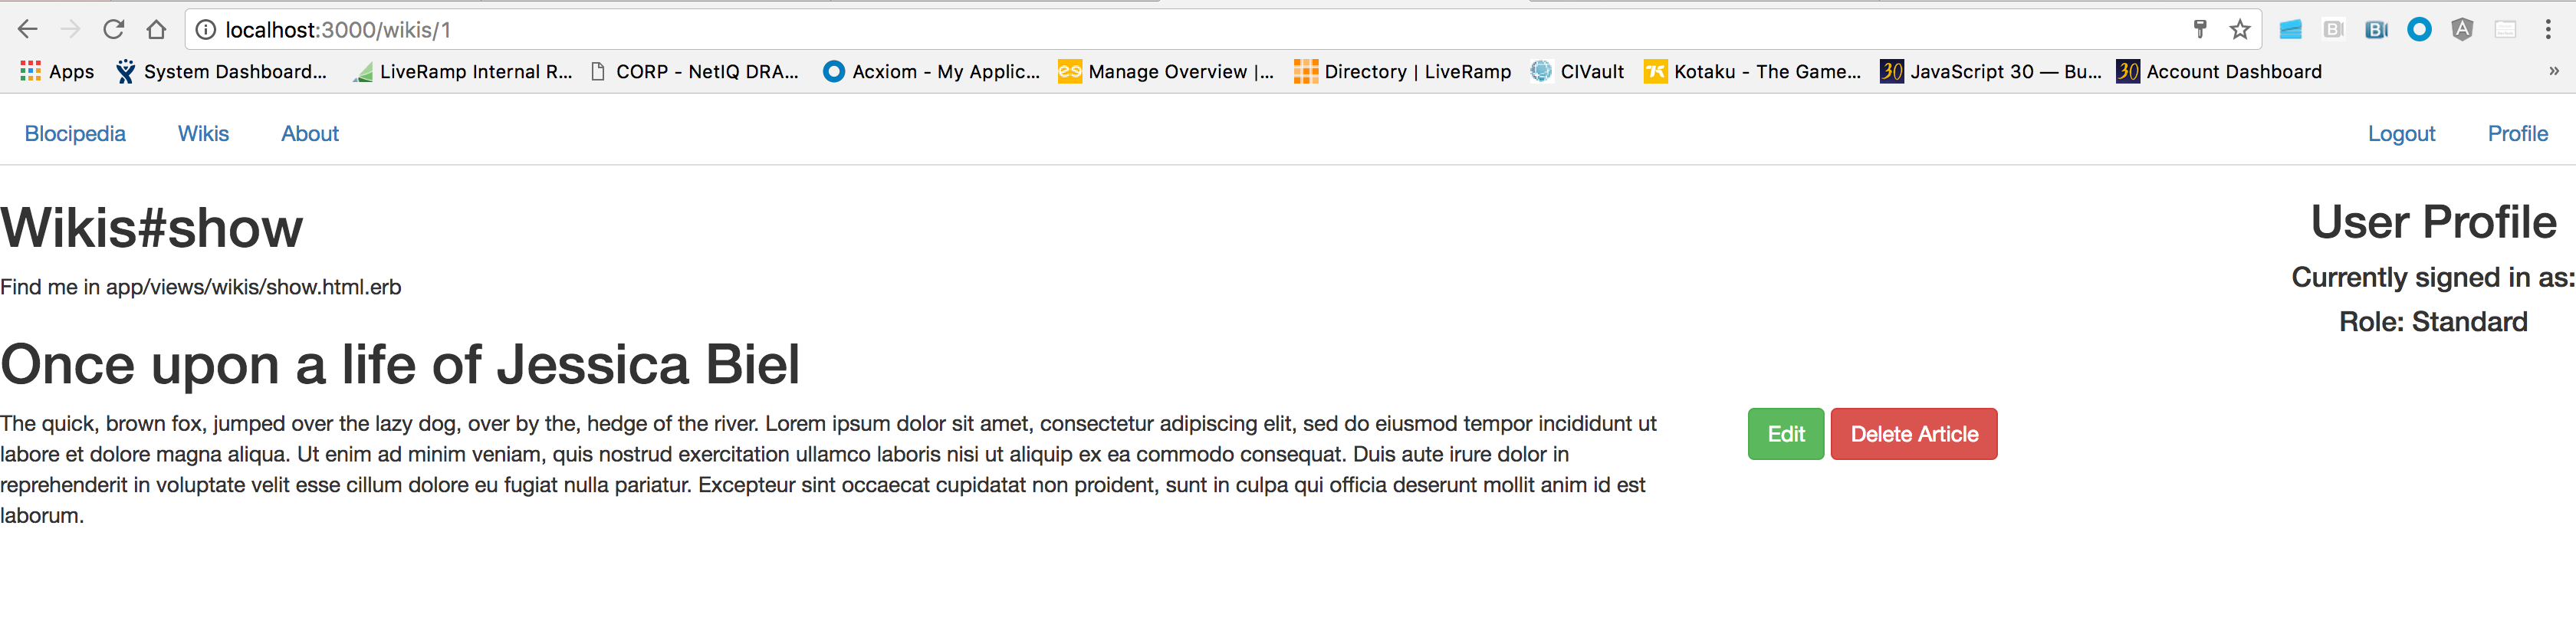 localhost:3000/wikis/1
Apps System Dashboard... LiveRamp Internal R... CORP - NetIQ DRA... Acxiom - My Applic... es Manage Overview |... Directory | LiveRamp CIVault Kotaku - The Game... 30 JavaScript 30 — Bu... 30 Account Dashboard »
Blocipedia Wikis About Logout Profile
Wikis#show
Find me in app/views/wikis/show.html.erb
User Profile
Currently signed in as:
Role: Standard
Once upon a life of Jessica Biel
The quick, brown fox, jumped over the lazy dog, over by the, hedge of the river. Lorem ipsum dolor sit amet, consectetur adipiscing elit, sed do eiusmod tempor incididunt ut
labore et dolore magna aliqua. Ut enim ad minim veniam, quis nostrud exercitation ullamco laboris nisi ut aliquip ex ea commodo consequat. Duis aute irure dolor in
reprehenderit in voluptate velit esse cillum dolore eu fugiat nulla pariatur. Excepteur sint occaecat cupidatat non proident, sunt in culpa qui officia deserunt mollit anim id est
laborum.
Edit Delete Article